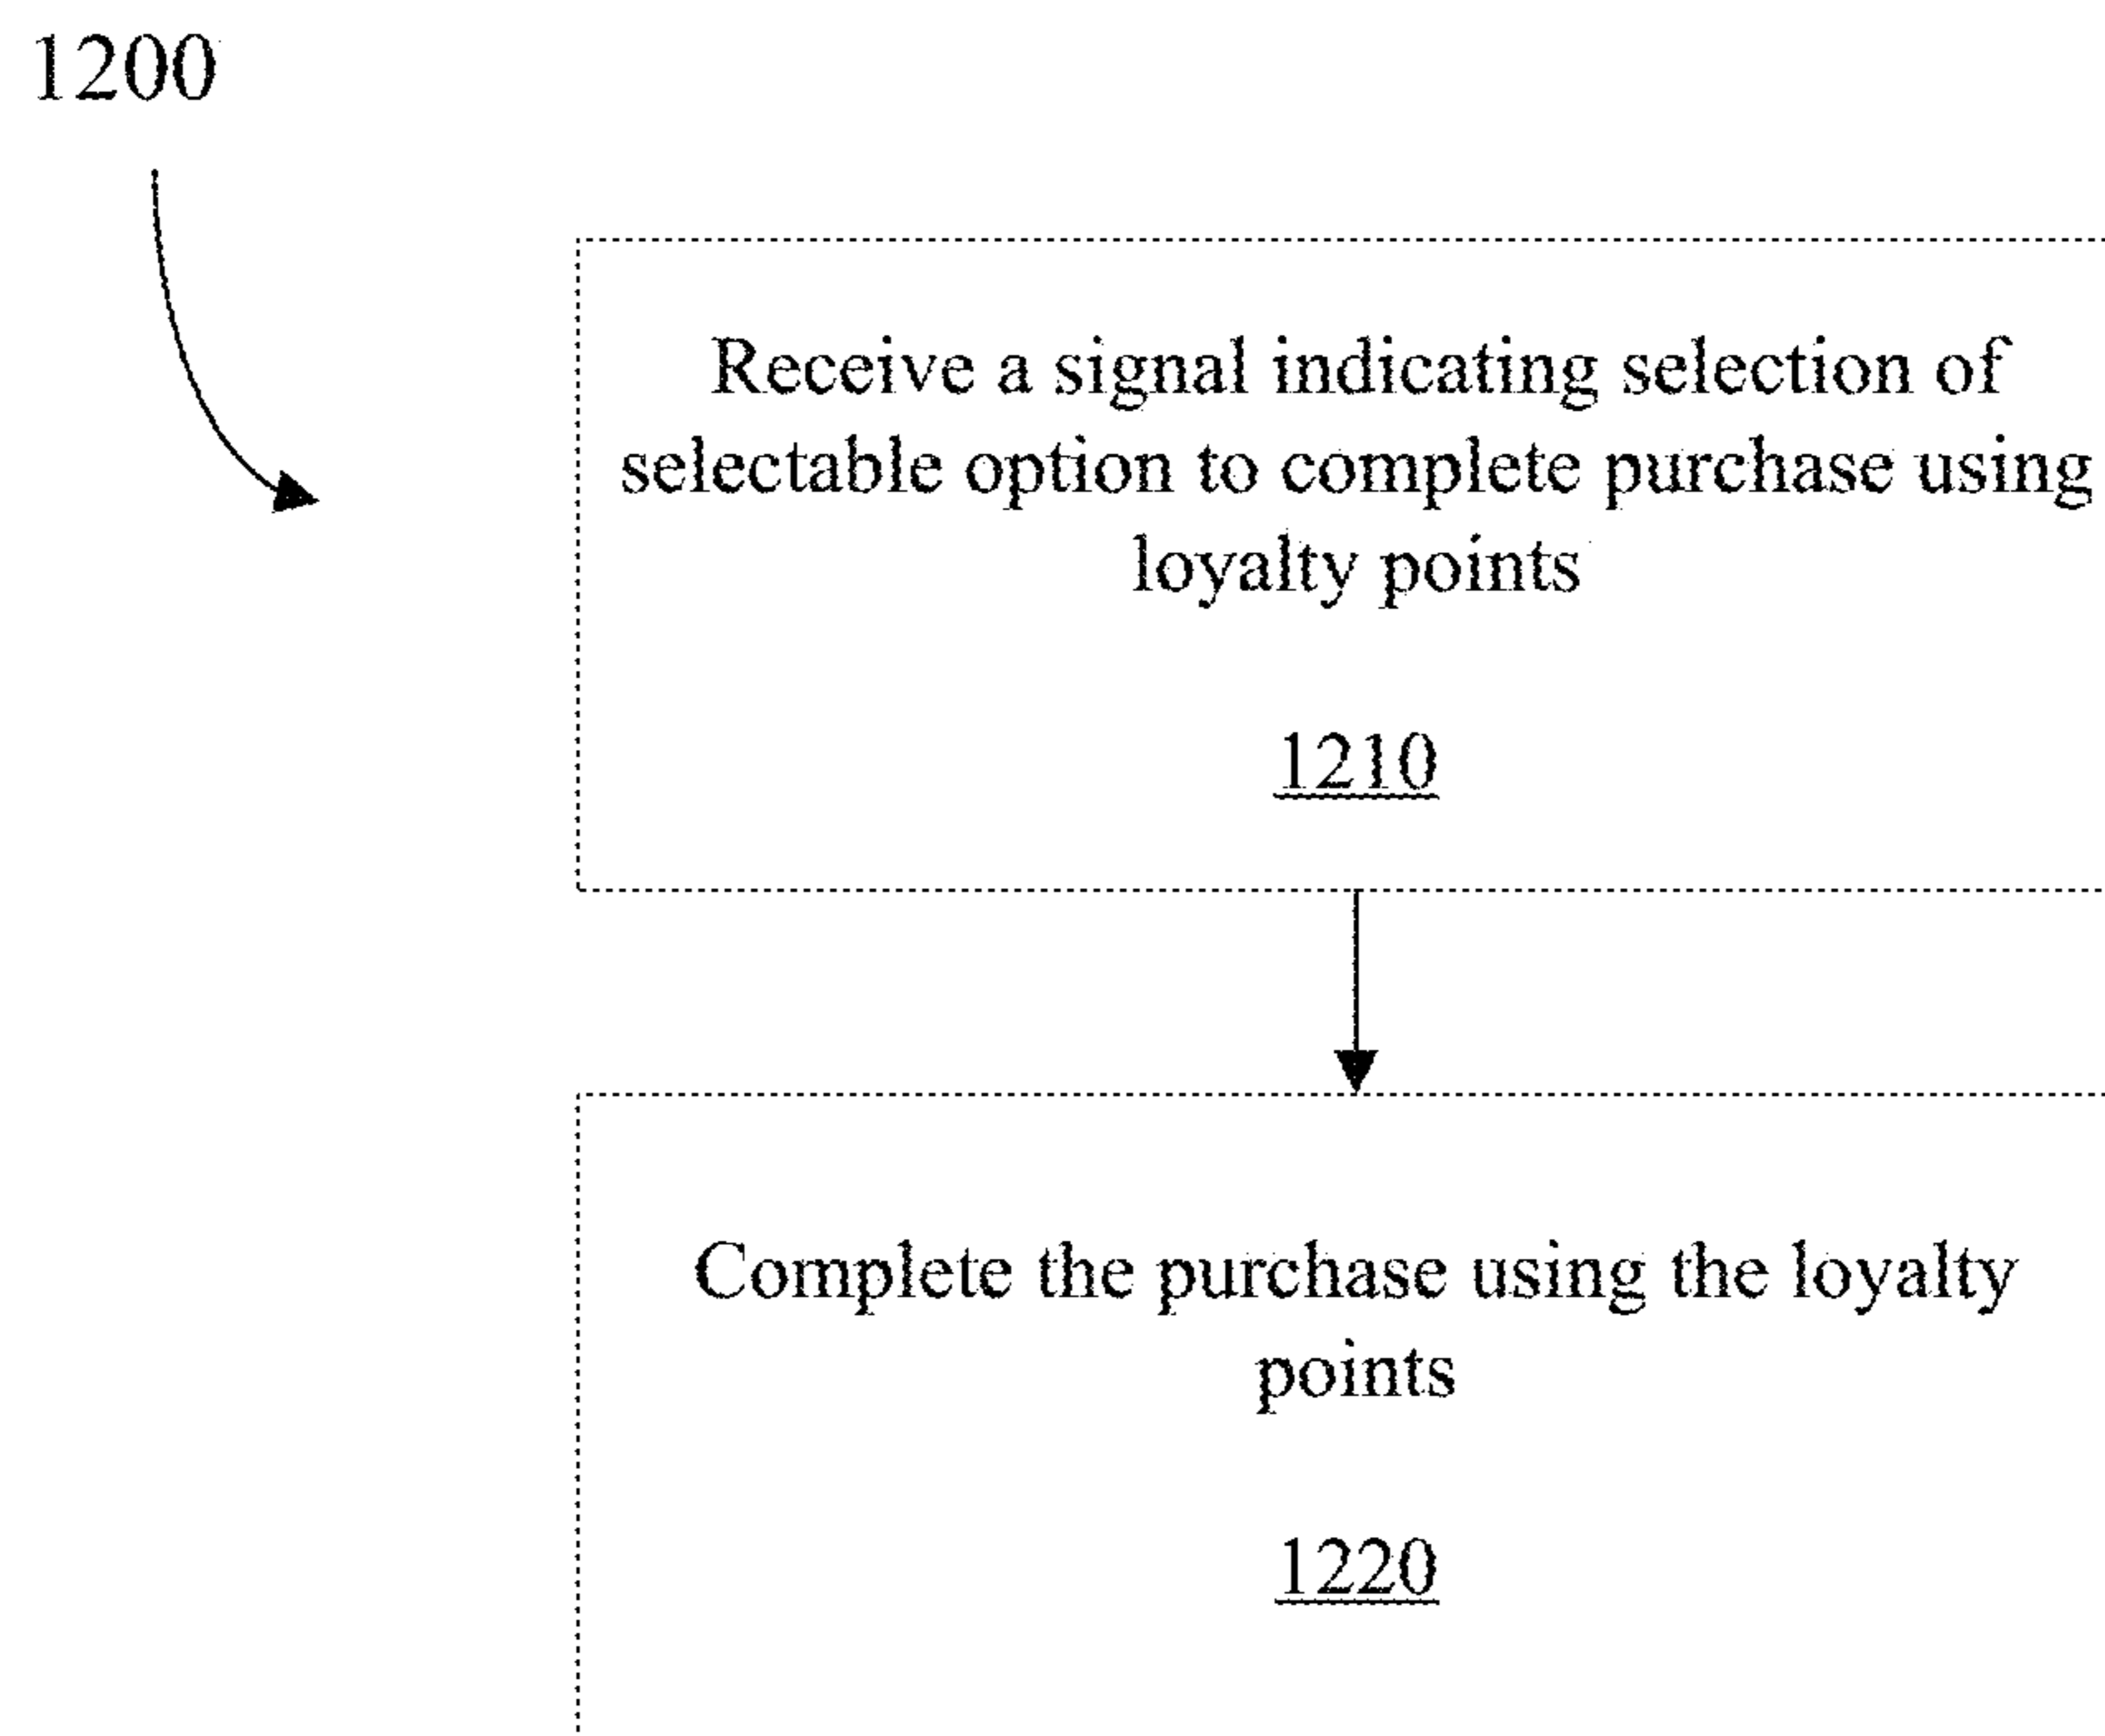 1200
Receive a signal indicating selection of
selectable option to complete purchase using
loyalty points
1210
Complete the purchase using the loyalty
points
1220